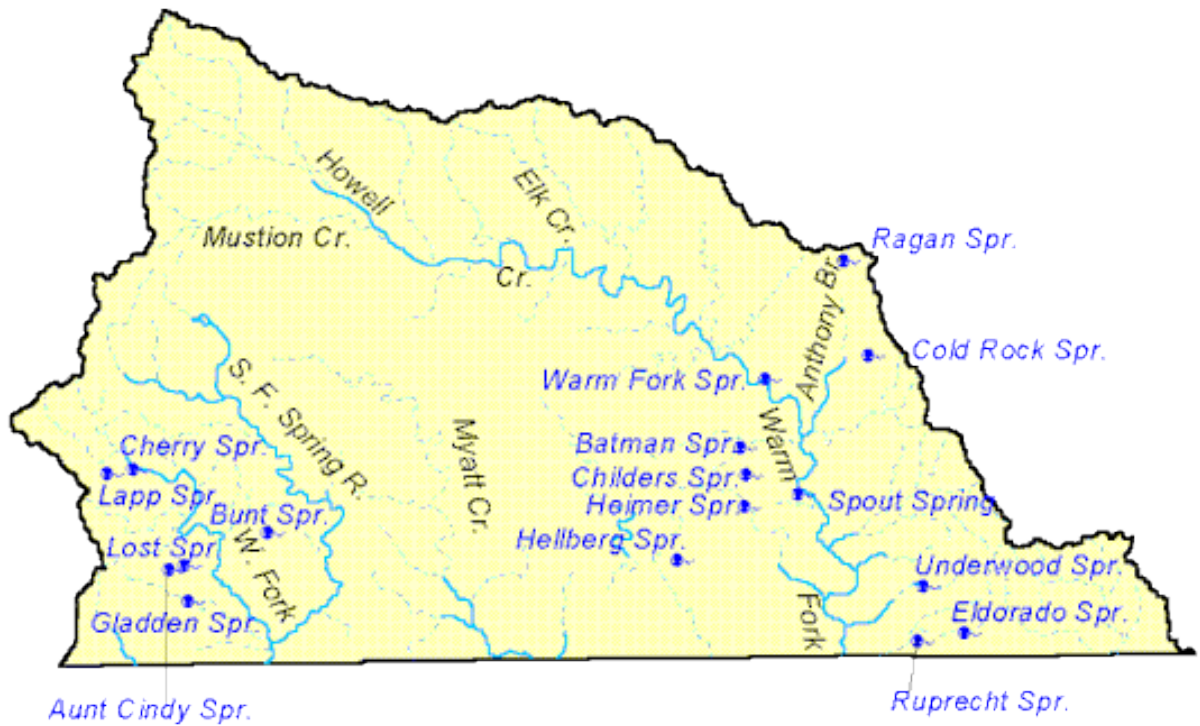 Howell
Elk Cr.
Mustion Cr.
Ragan Spr.
Cr.
Anthony Br.
Cold Rock Spr.
Warm Fork Spr.
S. F. Spring R.
Myatt Cr.
Warm
Cherry Spr.
Batman Spr.
Childers Spr.
Lapp Spr.
Heimer Spr.
Spout Spring
Bunt Spr.
Lost Spr.
W. Fork
Hellberg Spr.
Underwood Spr.
Gladden Spr.
Fork
Eldorado Spr.
Aunt Cindy Spr.
Ruprecht Spr.